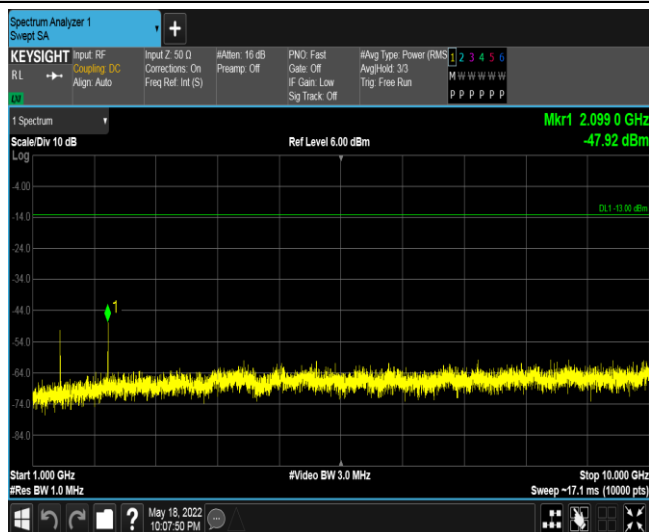 Spectrum Analyzer 1
Swept SA
+
KEYSIGHT
RL
Input: RF
Coupling: DC
Align: Auto
Input Z: 50 Ω
Corrections: On
Freq Ref: Int (S)
#Atten: 16 dB
Preamp: Off
PNO: Fast
Gate: Off
IF Gain: Low
Sig Track: Off
#Avg Type: Power (RMS
Avg|Hold: 3/3
Trig: Free Run
1 2 3 4 5 6
M W W W W W
P P P P P P
1 Spectrum
Scale/Div 10 dB
Ref Level 6.00 dBm
Mkr1 2.099 0 GHz
-47.92 dBm
Log
-4.00
DL1 -13.00 dBm
-14.0
-24.0
-34.0
-44.0
1
-54.0
-64.0
-74.0
-84.0
Start 1.000 GHz
#Video BW 3.0 MHz
Stop 10.000 GHz
#Res BW 1.0 MHz
Sweep ~17.1 ms (10000 pts)
?
May 18, 2022
10:07:50 PM